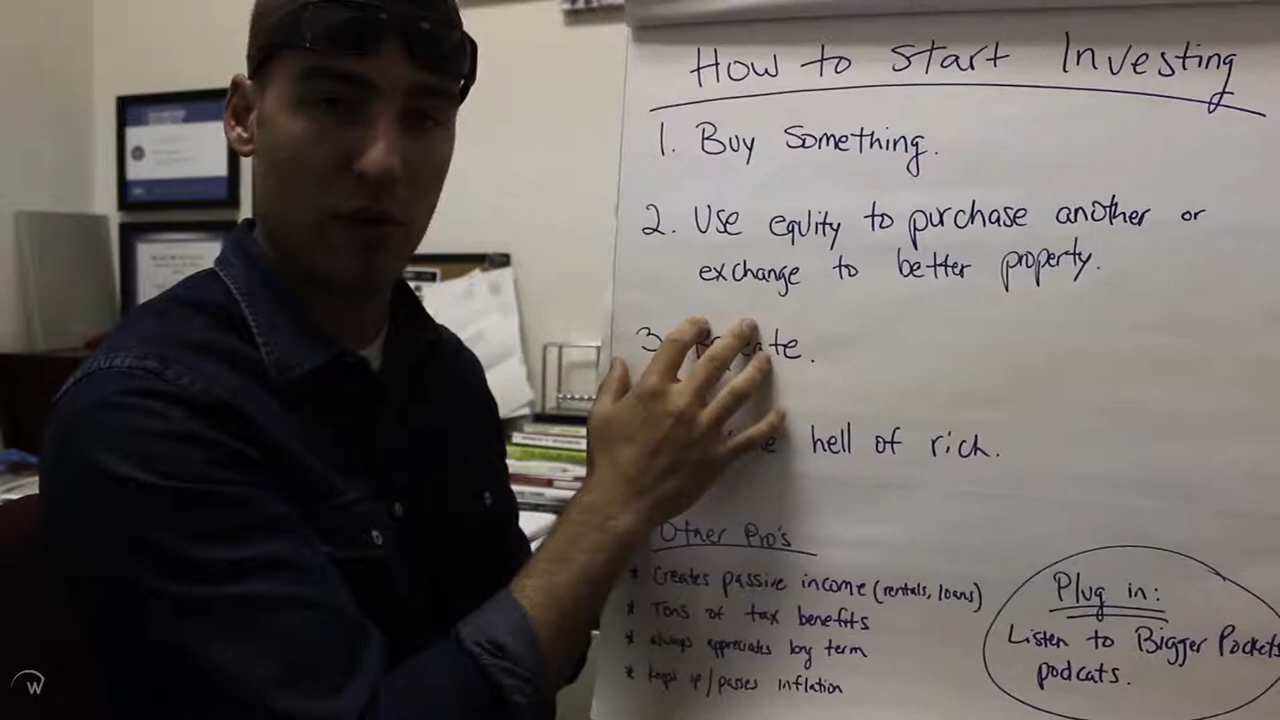 How to start Investing
1. Buy Something.
2. Use equity to purchase another or
exchange to better property.
3
hell of rich.
Other Pro's
* Creates passive income (rentals, loans)
* Tons of tax benefits
* always appreciates long term
* keeps up/passes inflation
Plug in:
Listen to Bigger Pockets
podcats.
W